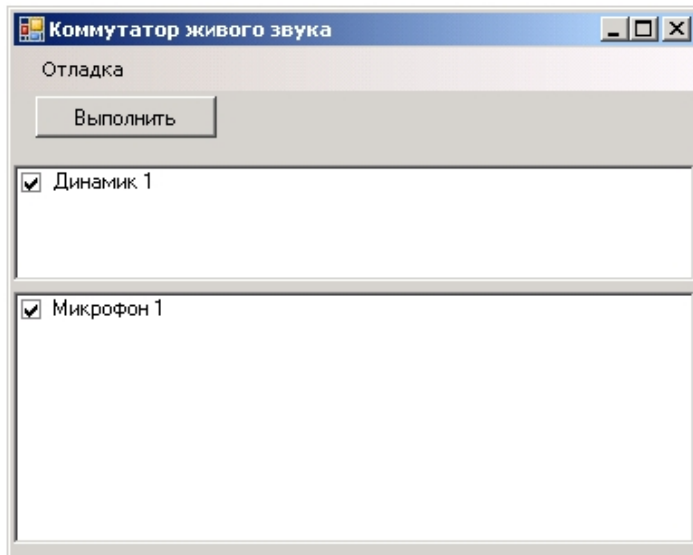 Коммутатор живого звука
Отладка
Выполнить
Динамик 1
Микрофон 1